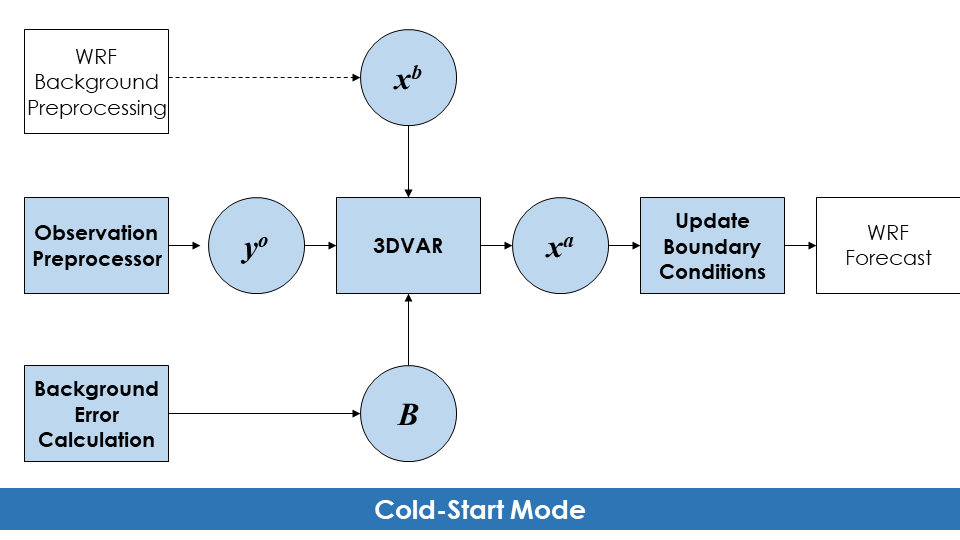 WRF
Background
Preprocessing
x^b
Observation
Preprocessor
y^o
3DVAR
x^a
Update
Boundary
Conditions
WRF
Forecast
Background
Error
Calculation
B
Cold-Start Mode